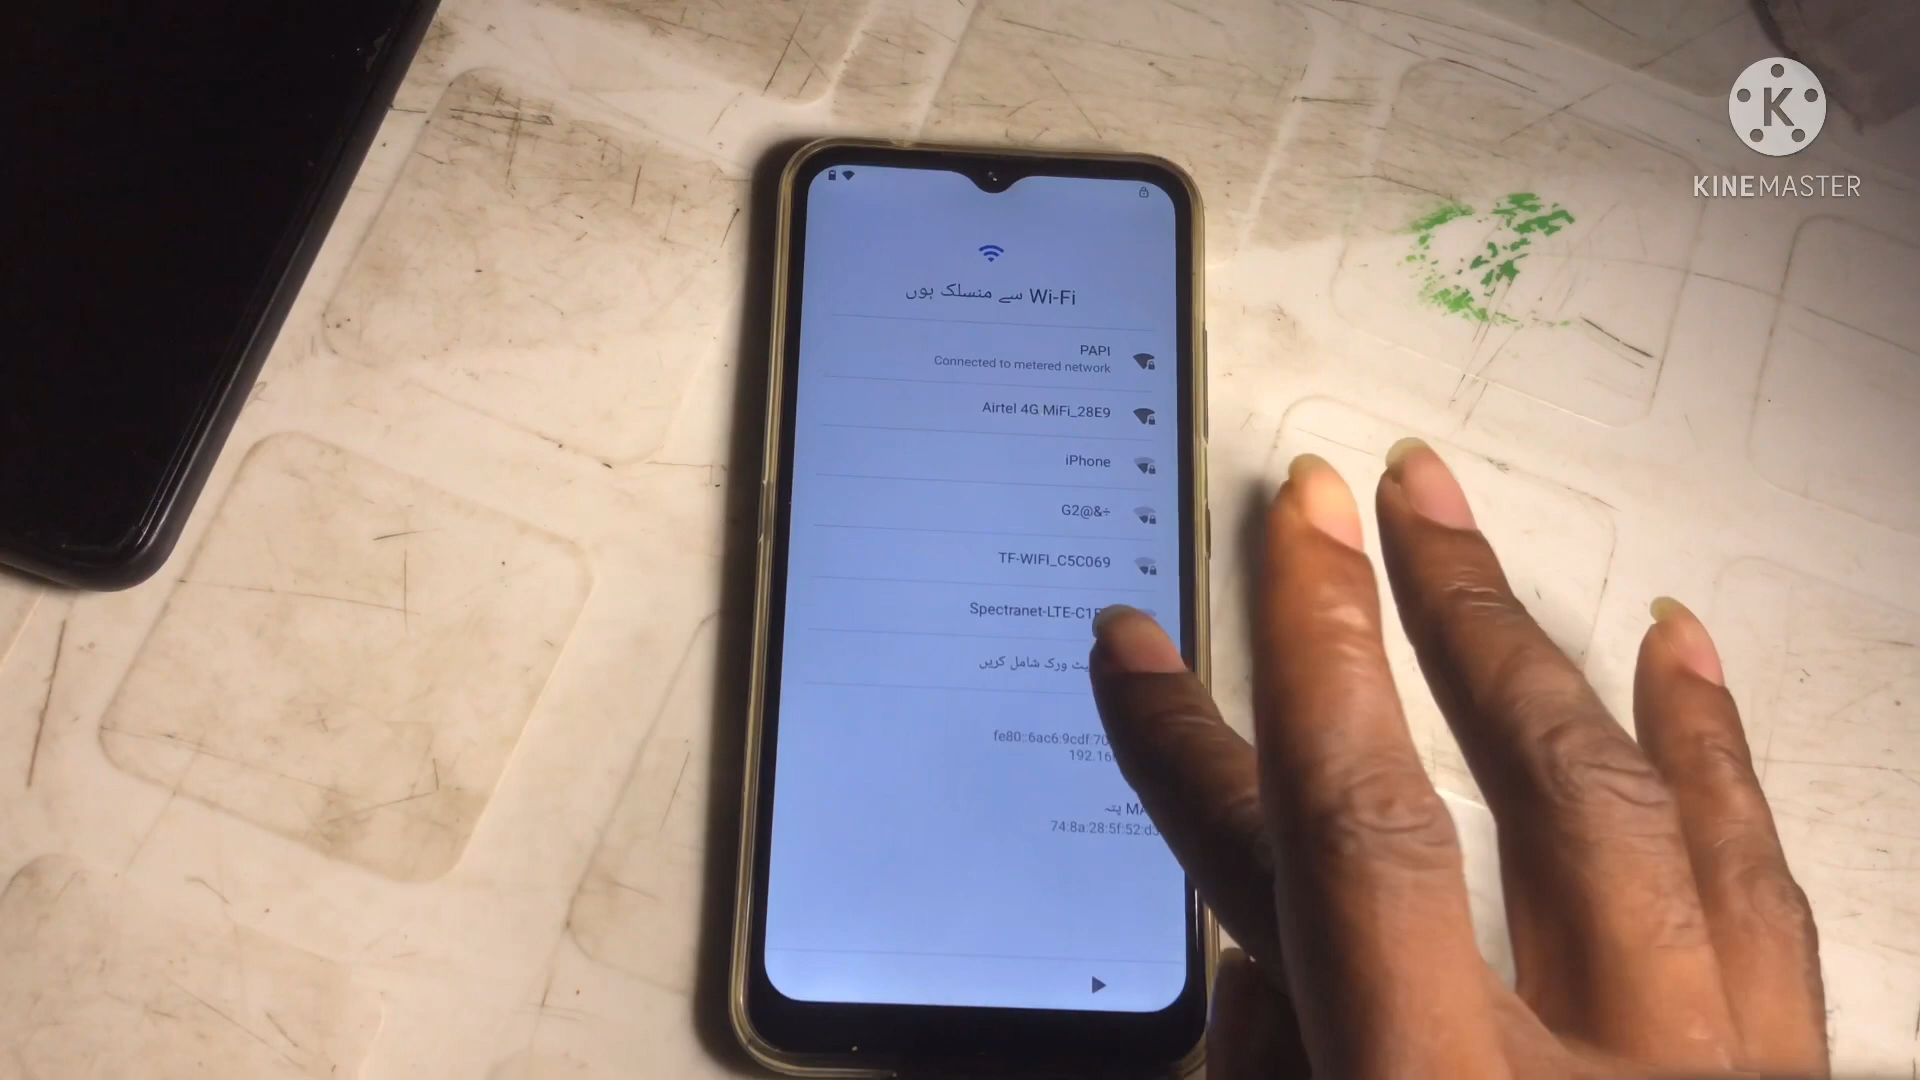 KINEMASTER
Wi-Fi سے منسلک ہوں
PAPI
Connected to metered network
Airtel 4G MiFi_28E9
iPhone
G2@&÷
TF-WIFI_C5C069
Spectranet-LTE-C1
ورک شامل کریں
fe80::6ac6:9cdf:70
192.16
پتہ
74:8a:28:5f:52:d3